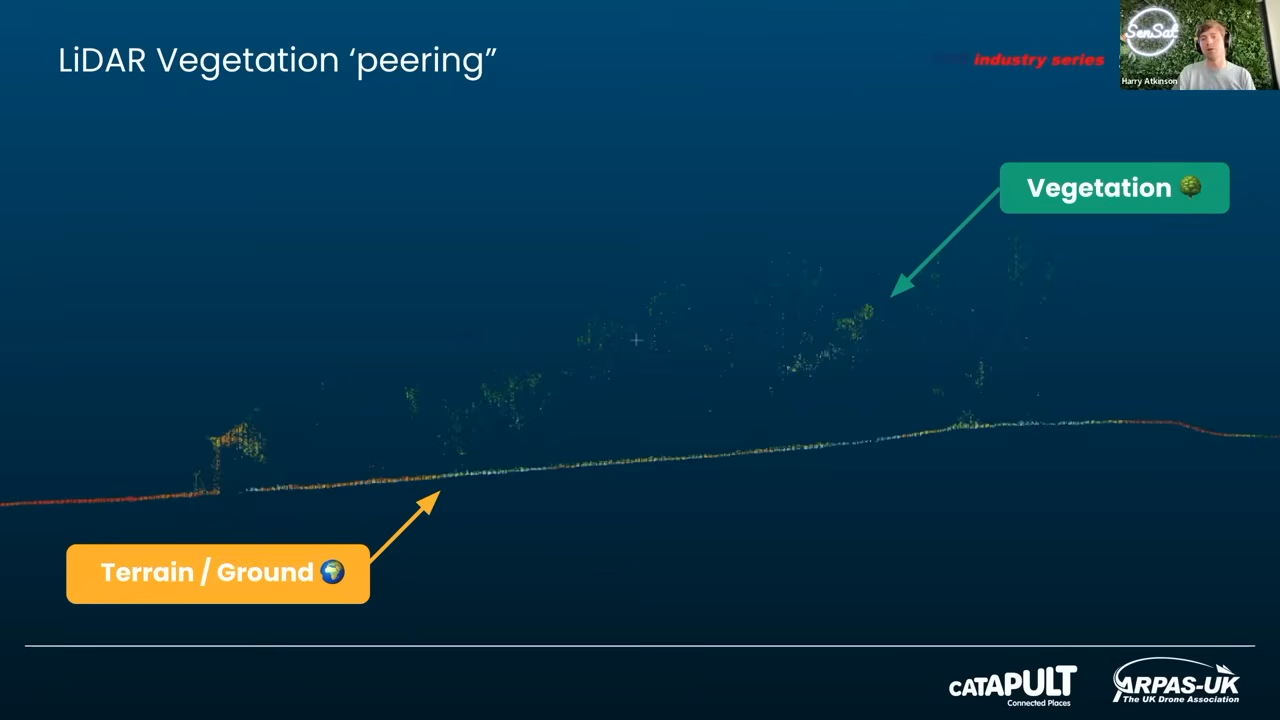 LiDAR Vegetation ‘peering”
industry series
SenSat
Harry Atkinson
Vegetation
Terrain / Ground
CATAPULT
Connected Places
ARPAS-UK
The UK Drone Association